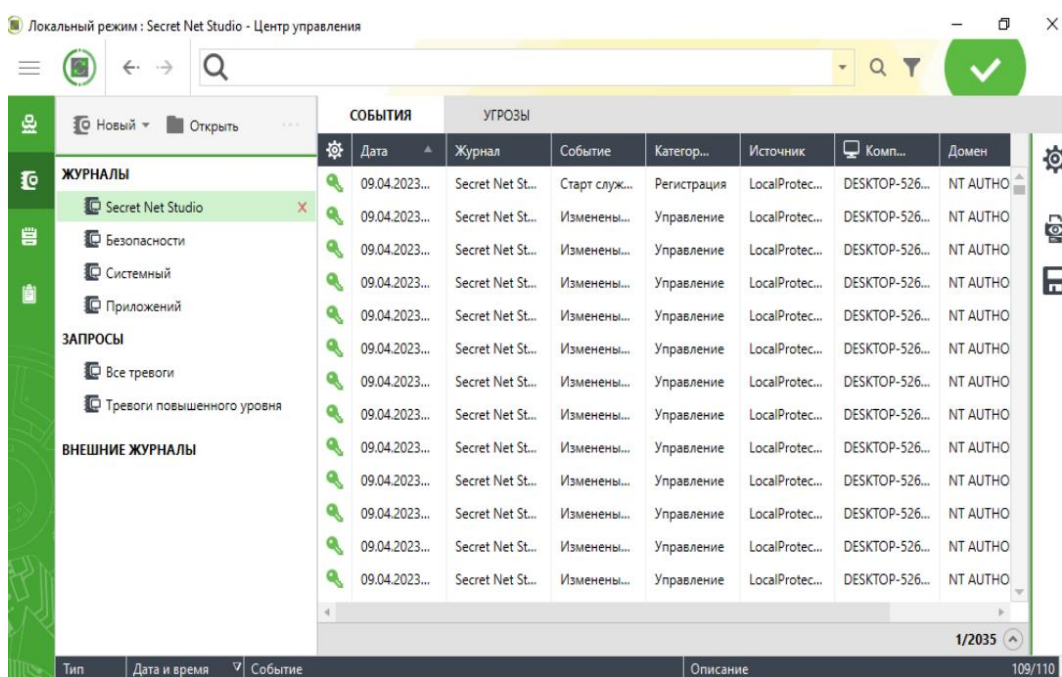 Локальный режим : Secret Net Studio - Центр управления
Новый
Открыть
ЖУРНАЛЫ
Secret Net Studio
Безопасности
Системный
Приложений
ЗАПРОСЫ
Все тревоги
Тревоги повышенного уровня
ВНЕШНИЕ ЖУРНАЛЫ
СОБЫТИЯ УГРОЗЫ
Дата Журнал Событие Категор... Источник Комп... Домен
09.04.2023... Secret Net St... Старт служ... Регистрация LocalProtec... DESKTOP-526... NT AUTHO
09.04.2023... Secret Net St... Изменены... Управление LocalProtec... DESKTOP-526... NT AUTHO
09.04.2023... Secret Net St... Изменены... Управление LocalProtec... DESKTOP-526... NT AUTHO
09.04.2023... Secret Net St... Изменены... Управление LocalProtec... DESKTOP-526... NT AUTHO
09.04.2023... Secret Net St... Изменены... Управление LocalProtec... DESKTOP-526... NT AUTHO
09.04.2023... Secret Net St... Изменены... Управление LocalProtec... DESKTOP-526... NT AUTHO
09.04.2023... Secret Net St... Изменены... Управление LocalProtec... DESKTOP-526... NT AUTHO
09.04.2023... Secret Net St... Изменены... Управление LocalProtec... DESKTOP-526... NT AUTHO
09.04.2023... Secret Net St... Изменены... Управление LocalProtec... DESKTOP-526... NT AUTHO
09.04.2023... Secret Net St... Изменены... Управление LocalProtec... DESKTOP-526... NT AUTHO
09.04.2023... Secret Net St... Изменены... Управление LocalProtec... DESKTOP-526... NT AUTHO
09.04.2023... Secret Net St... Изменены... Управление LocalProtec... DESKTOP-526... NT AUTHO
09.04.2023... Secret Net St... Изменены... Управление LocalProtec... DESKTOP-526... NT AUTHO
1/2035
Тип Дата и время Событие Описание 109/110